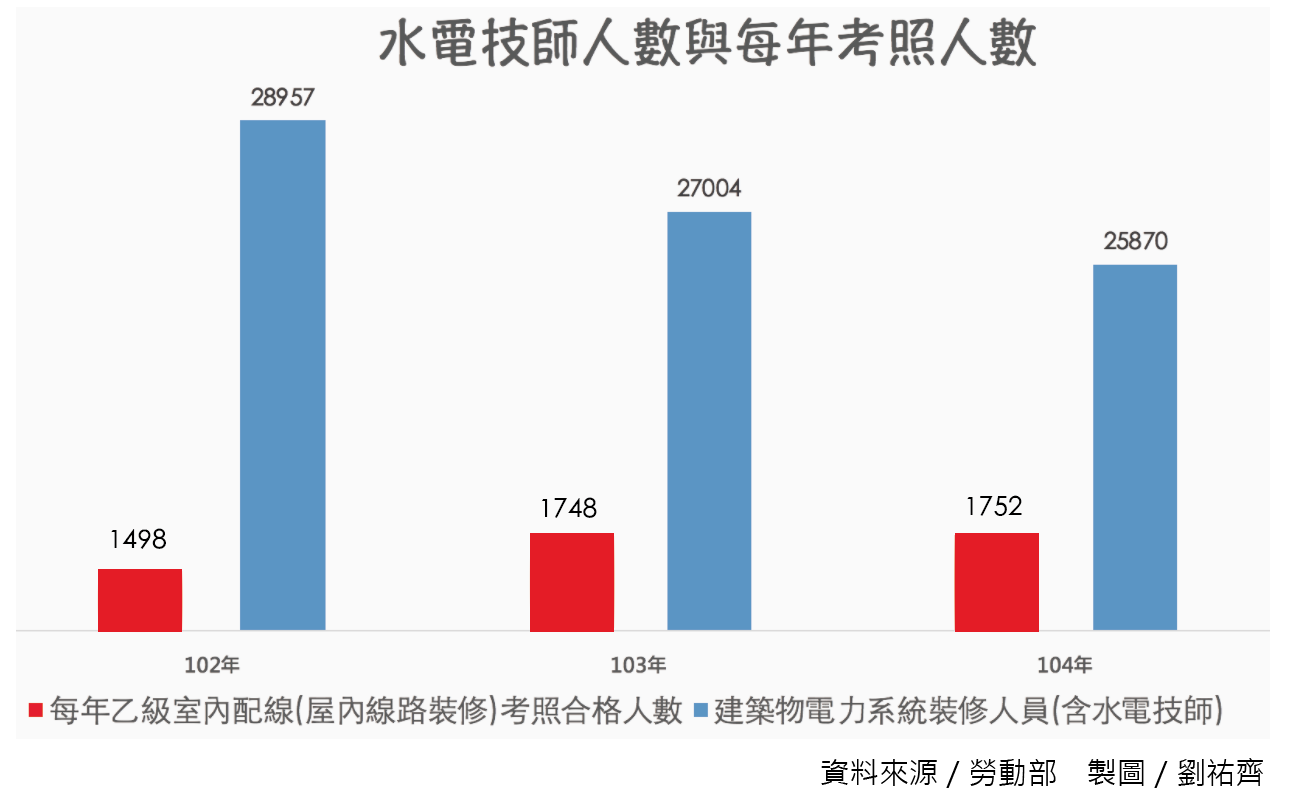 水電技師人數與每年考照人數
28957
27004
25870
1748
1752
1498
102年
103年
104年
每年乙級室內配線(屋內線路裝修)考照合格人數
建築物電力系統裝修人員(含水電技師)
資料來源 / 勞動部　製圖 / 劉祐齊